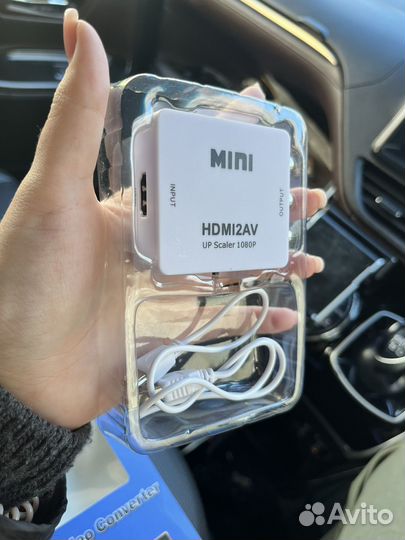 MINI
INPUT
OUTPUT
HDMI2AV
UP Scaler 1080P
Converter
Avito